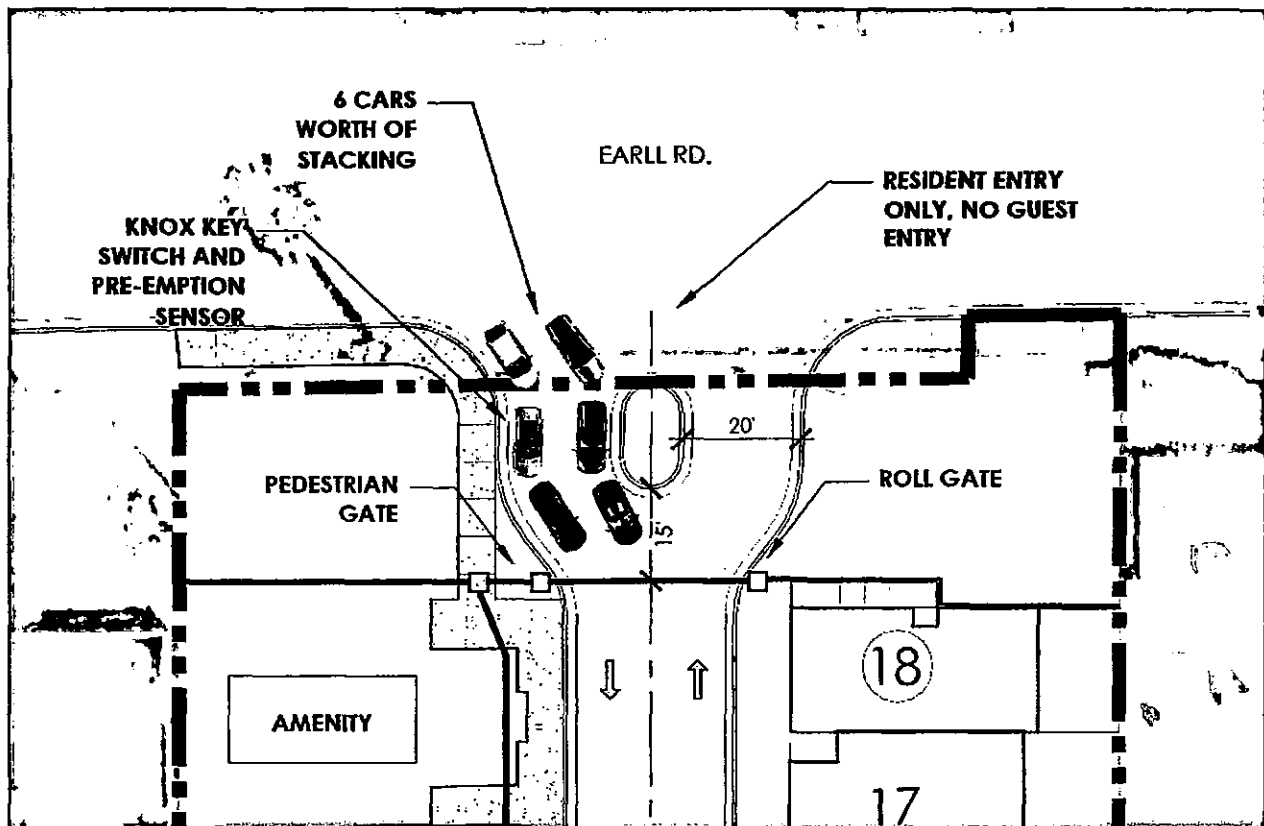 6 CARS
WORTH OF
STACKING
EARLL RD.
RESIDENT ENTRY
ONLY, NO GUEST
ENTRY
KNOX KEY
SWITCH AND
PRE-EMPTION
SENSOR
20'
PEDESTRIAN
GATE
ROLL GATE
15'
18
AMENITY
17